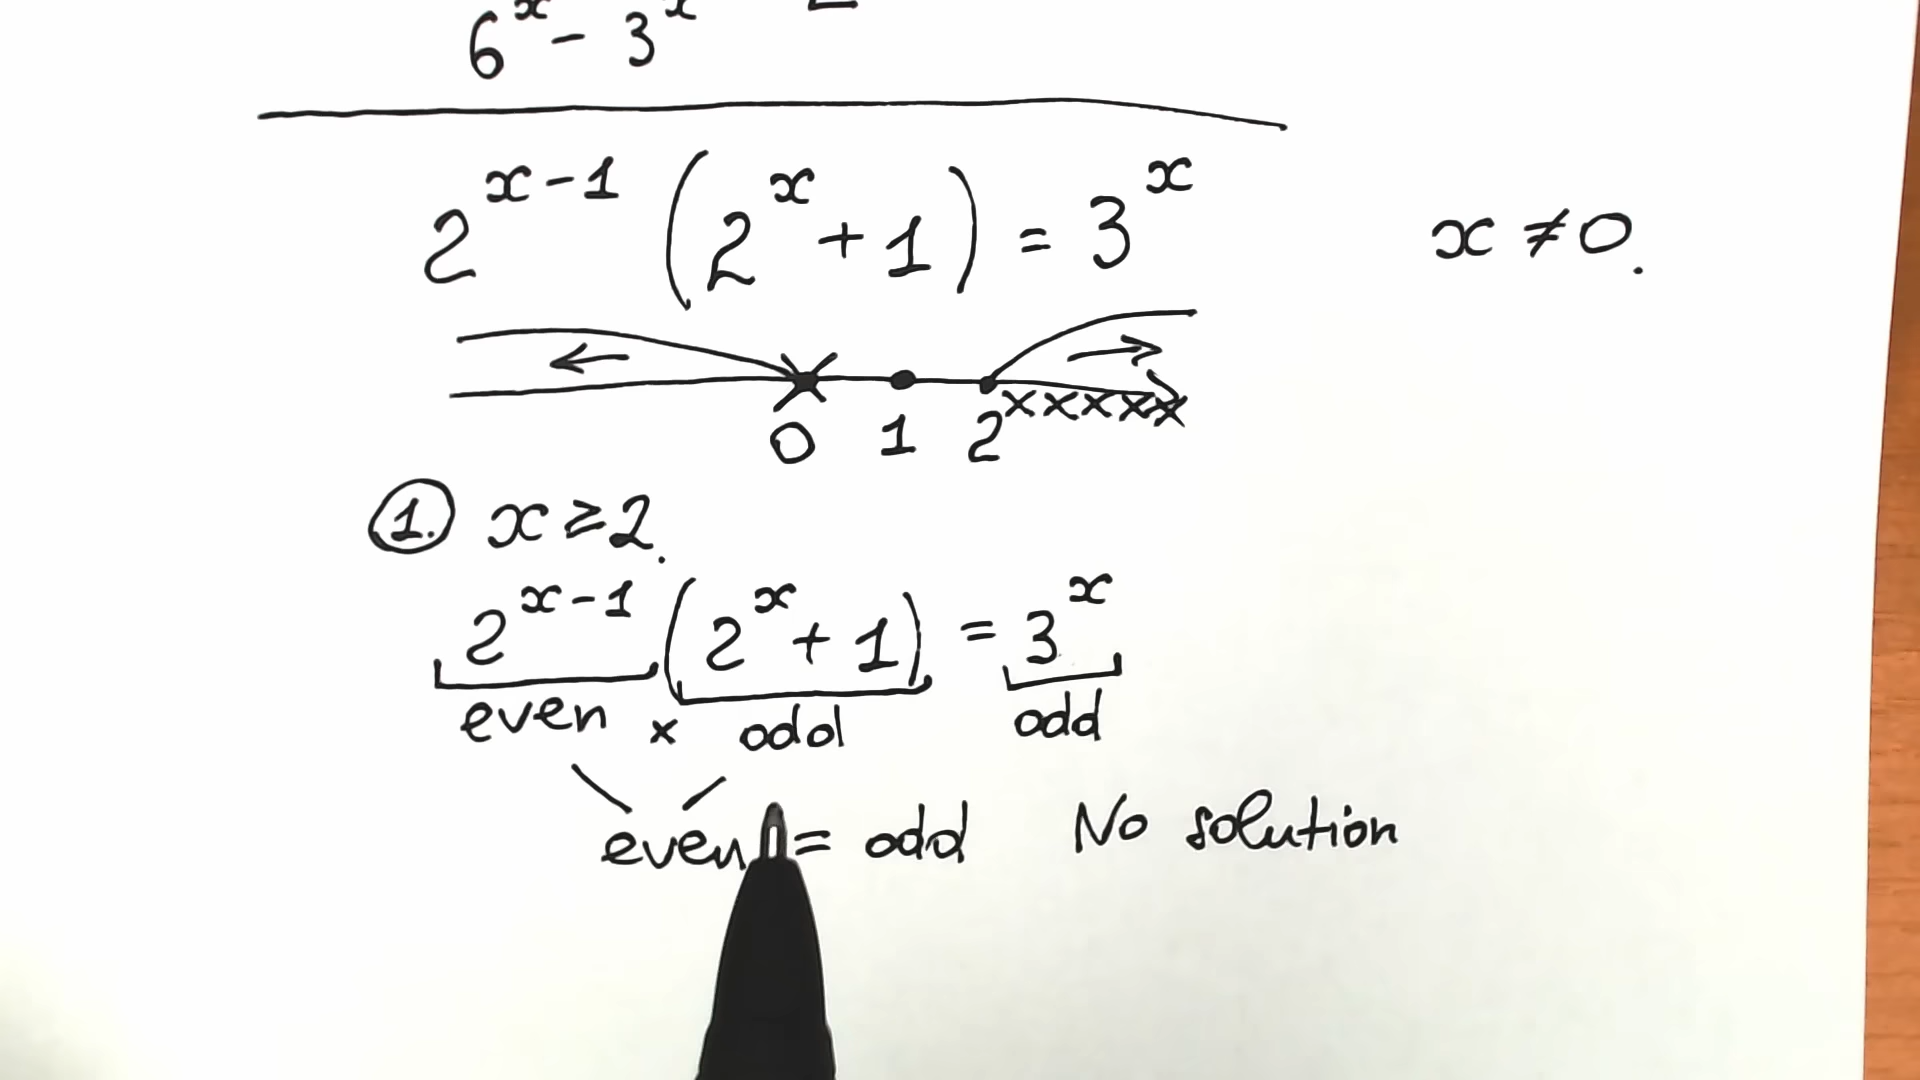 6^x - 3^x
2^(x-1) (2^x + 1) = 3^x x ≠ 0.
0 1 2 x x x x x
1. x ≥ 2.
2^(x-1) (2^x + 1) = 3^x
even x odd odd
even = odd No solution